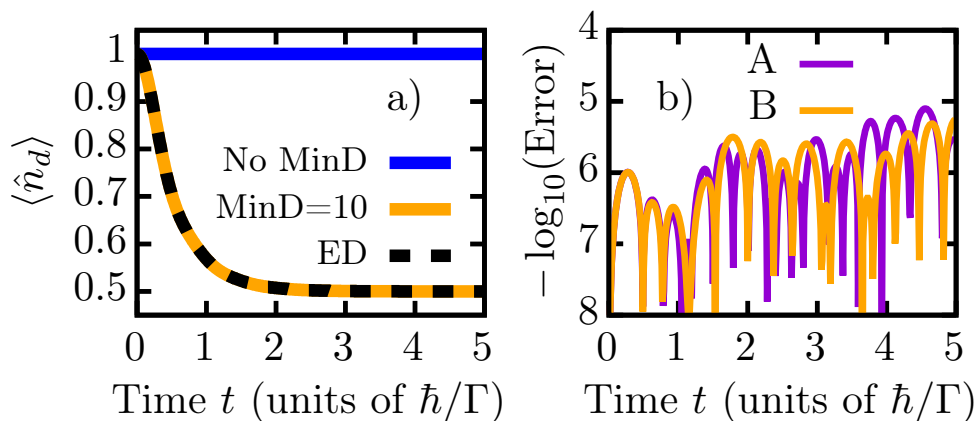 1
0.9
0.8
0.7
0.6
0.5
⟨n̂_d⟩
a)
No MinD
MinD=10
ED
0 1 2 3 4 5
Time t (units of ħ/Γ)
4
5
6
7
8
− log₁₀(Error)
b)
A
B
0 1 2 3 4 5
Time t (units of ħ/Γ)